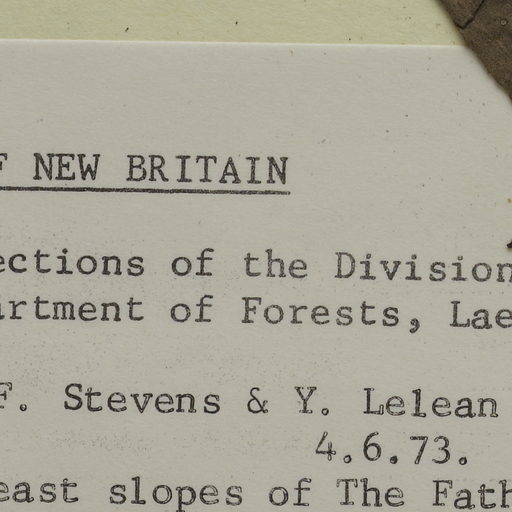 F NEW BRITAIN
ections of the Division
artment of Forests, Lae
F. Stevens & Y. Lelean
4.6.73.
east slopes of The Fath